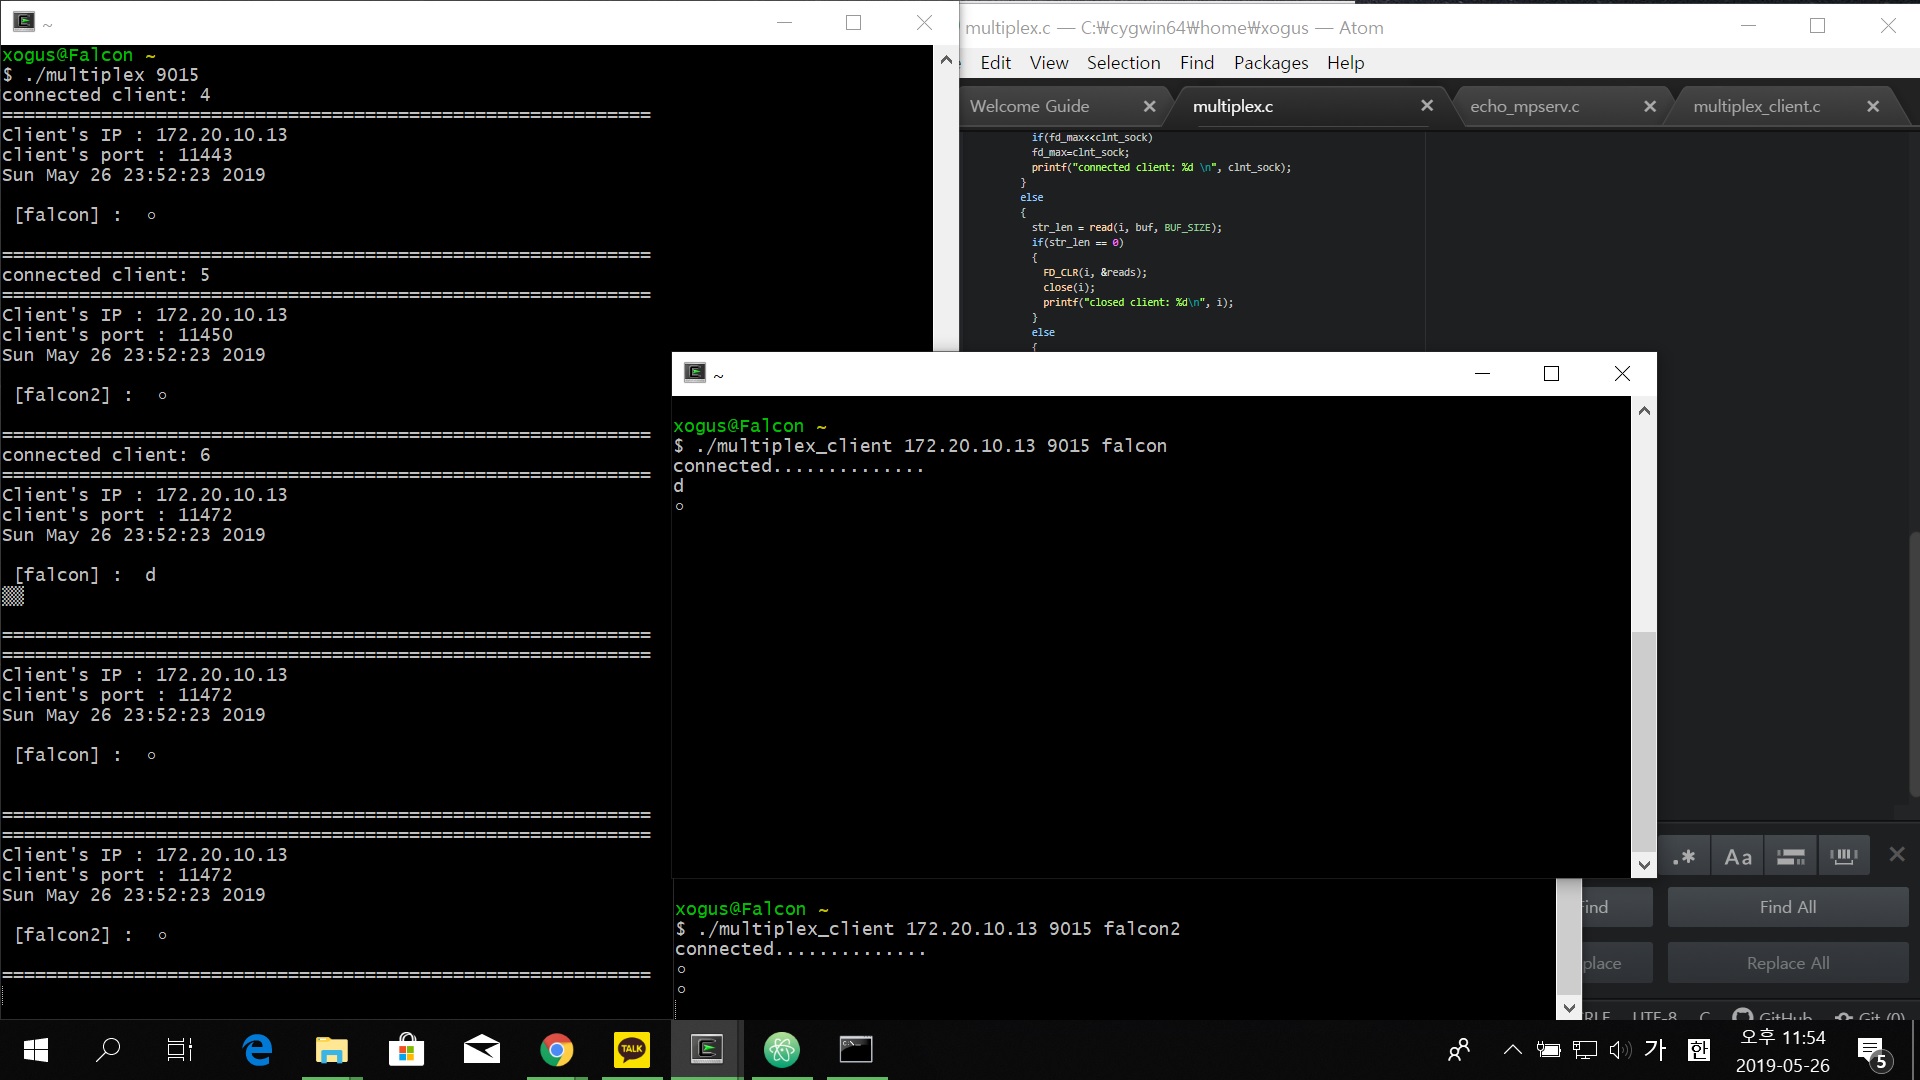 ~
xogus@Falcon ~
$ ./multiplex 9015
connected client: 4
============================================================
Client's IP : 172.20.10.13
client's port : 11443
Sun May 26 23:52:23 2019
[falcon] :  ㅇ
============================================================
connected client: 5
============================================================
Client's IP : 172.20.10.13
client's port : 11450
Sun May 26 23:52:23 2019
[falcon2] :  ㅇ
============================================================
connected client: 6
============================================================
Client's IP : 172.20.10.13
client's port : 11472
Sun May 26 23:52:23 2019
[falcon] :  d
============================================================
============================================================
Client's IP : 172.20.10.13
client's port : 11472
Sun May 26 23:52:23 2019
[falcon] :  ㅇ
============================================================
============================================================
Client's IP : 172.20.10.13
client's port : 11472
Sun May 26 23:52:23 2019
[falcon2] :  ㅇ
============================================================
multiplex.c — C:₩cygwin64₩home₩xogus — Atom
Edit View Selection Find Packages Help
Welcome Guide
multiplex.c
echo_mpserv.c
multiplex_client.c
if(fd_max<<clnt_sock)
fd_max=clnt_sock;
printf("connected client: %d \n", clnt_sock);
}
else
{
str_len = read(i, buf, BUF_SIZE);
if(str_len == 0)
{
FD_CLR(i, &reads);
close(i);
printf("closed client: %d\n", i);
}
else
{
~
xogus@Falcon ~
$ ./multiplex_client 172.20.10.13 9015 falcon
connected..............
d
ㅇ
xogus@Falcon ~
$ ./multiplex_client 172.20.10.13 9015 falcon2
connected..............
ㅇ
ㅇ
.* Aa
Find All
Replace All
UTF-8 C GitHub Git (0)
TALK
가 한
오후 11:54
2019-05-26
5